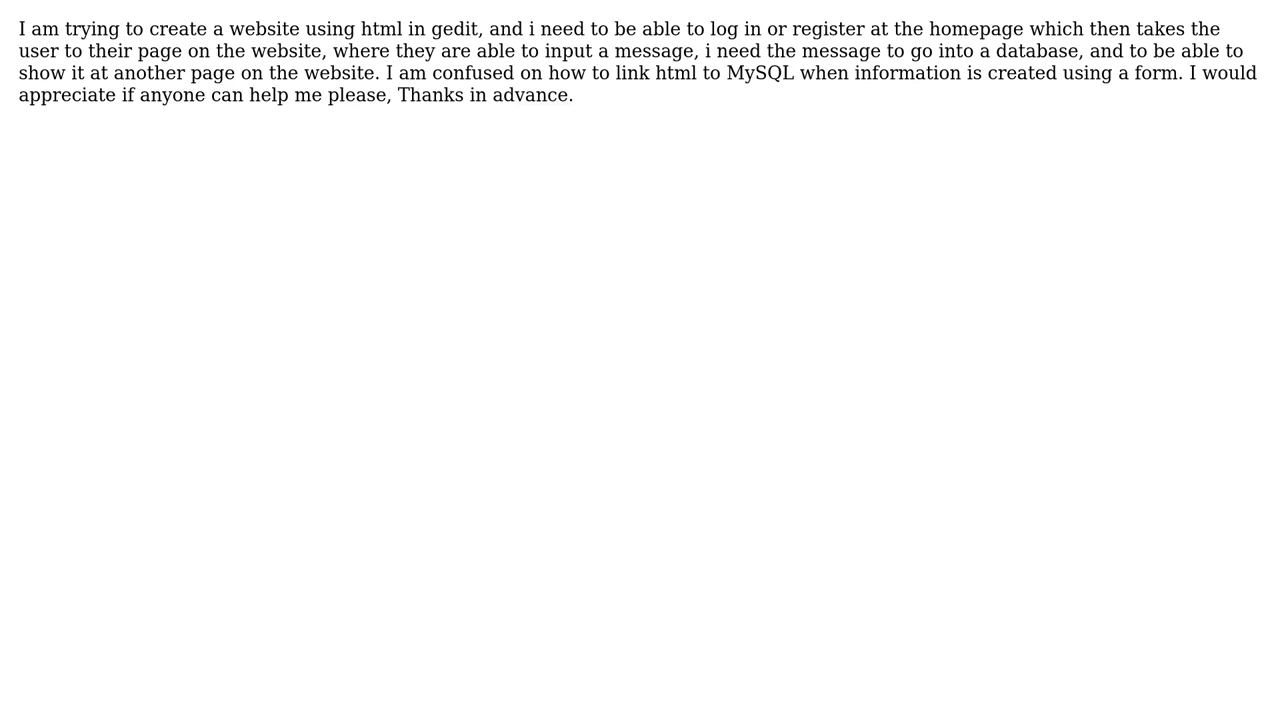 I am trying to create a website using html in gedit, and i need to be able to log in or register at the homepage which then takes the
user to their page on the website, where they are able to input a message, i need the message to go into a database, and to be able to
show it at another page on the website. I am confused on how to link html to MySQL when information is created using a form. I would
appreciate if anyone can help me please, Thanks in advance.